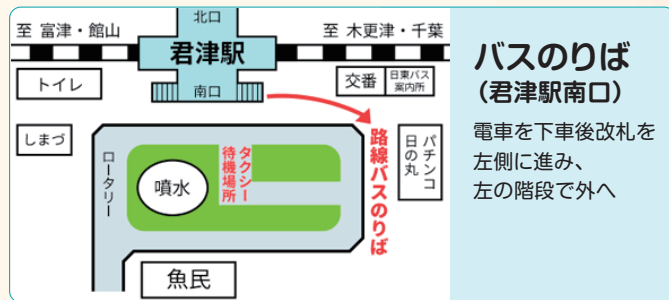 北口
至 富津・館山
至 木更津・千葉
君津駅
トイレ
南口
交番
日東バス
案内所
しまづ
ロータリー
噴水
タクシー
待機場所
路線バスのりば
パチンコ
日の丸
魚民
バスのりば
（君津駅南口）
電車を下車後改札を
左側に進み、
左の階段で外へ